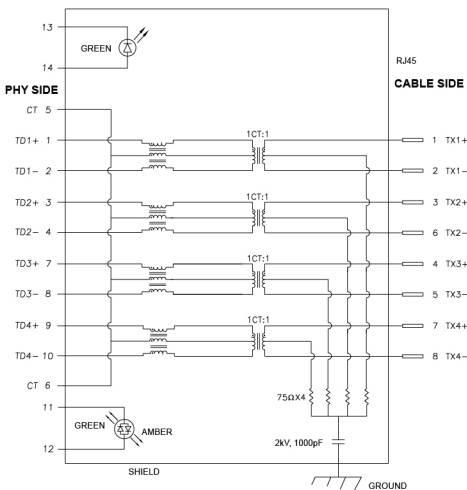 13
GREEN
14
RJ45
PHY SIDE
CABLE SIDE
CT 5
1CT:1
TD1+ 1
1 TX1+
TD1- 2
2 TX1-
1CT:1
TD2+ 3
3 TX2+
TD2- 4
6 TX2-
1CT:1
TD3+ 7
4 TX3+
TD3- 8
5 TX3-
1CT:1
TD4+ 9
7 TX4+
TD4- 10
8 TX4-
CT 6
75ΩX4
11
GREEN
AMBER
12
2kV, 1000pF
SHIELD
GROUND